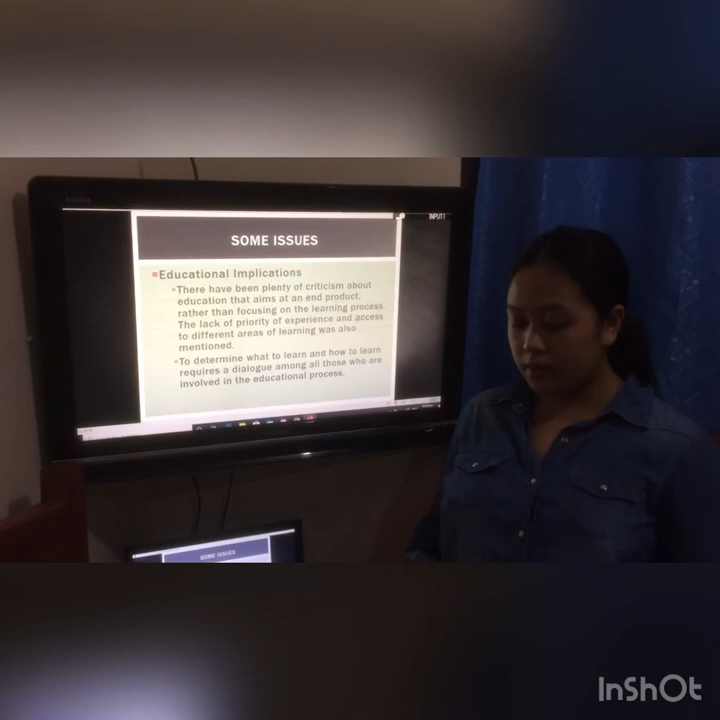 INPUT1
SOME ISSUES
Educational Implications
There have been plenty of criticism about
education that aims at an end product,
rather than focusing on the learning process.
The lack of priority of experience and access
to different areas of learning was also
mentioned.
To determine what to learn and how to learn
requires a dialogue among all those who are
involved in the educational process.
SOME ISSUES
InShOt